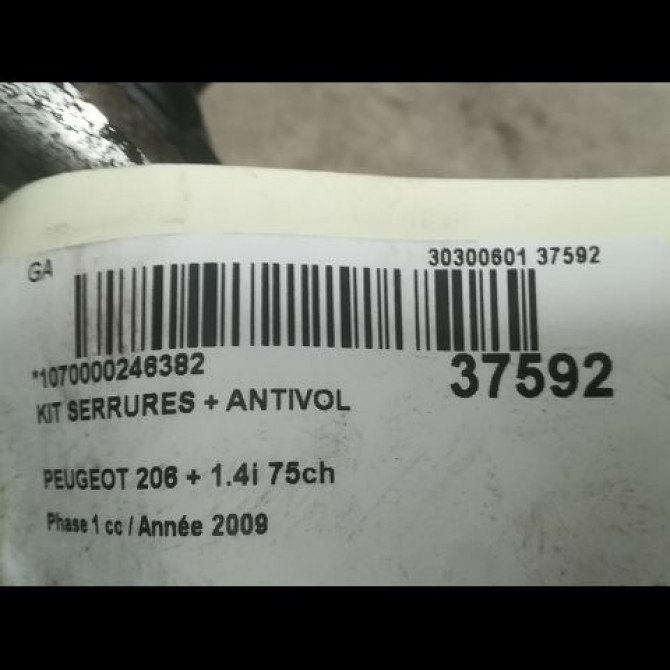 GA
30300601 37592
*1070000246382
37592
KIT SERRURES + ANTIVOL
PEUGEOT 206 + 1.4i 75ch
Phase 1 cc / Année 2009